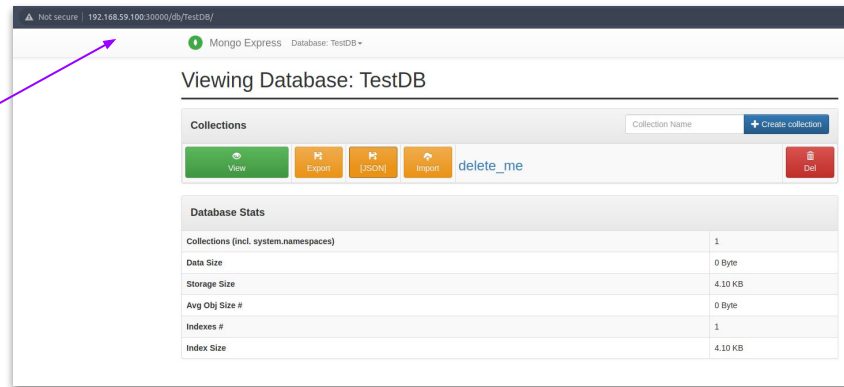 Not secure | 192.168.59.100:30000/db/TestDB/
Mongo Express Database: TestDB
Viewing Database: TestDB
Collections
Collection Name
+ Create collection
View
Export
[JSON]
Import
delete_me
Del
Database Stats
Collections (incl. system.namespaces) 1
Data Size 0 Byte
Storage Size 4.10 KB
Avg Obj Size # 0 Byte
Indexes # 1
Index Size 4.10 KB